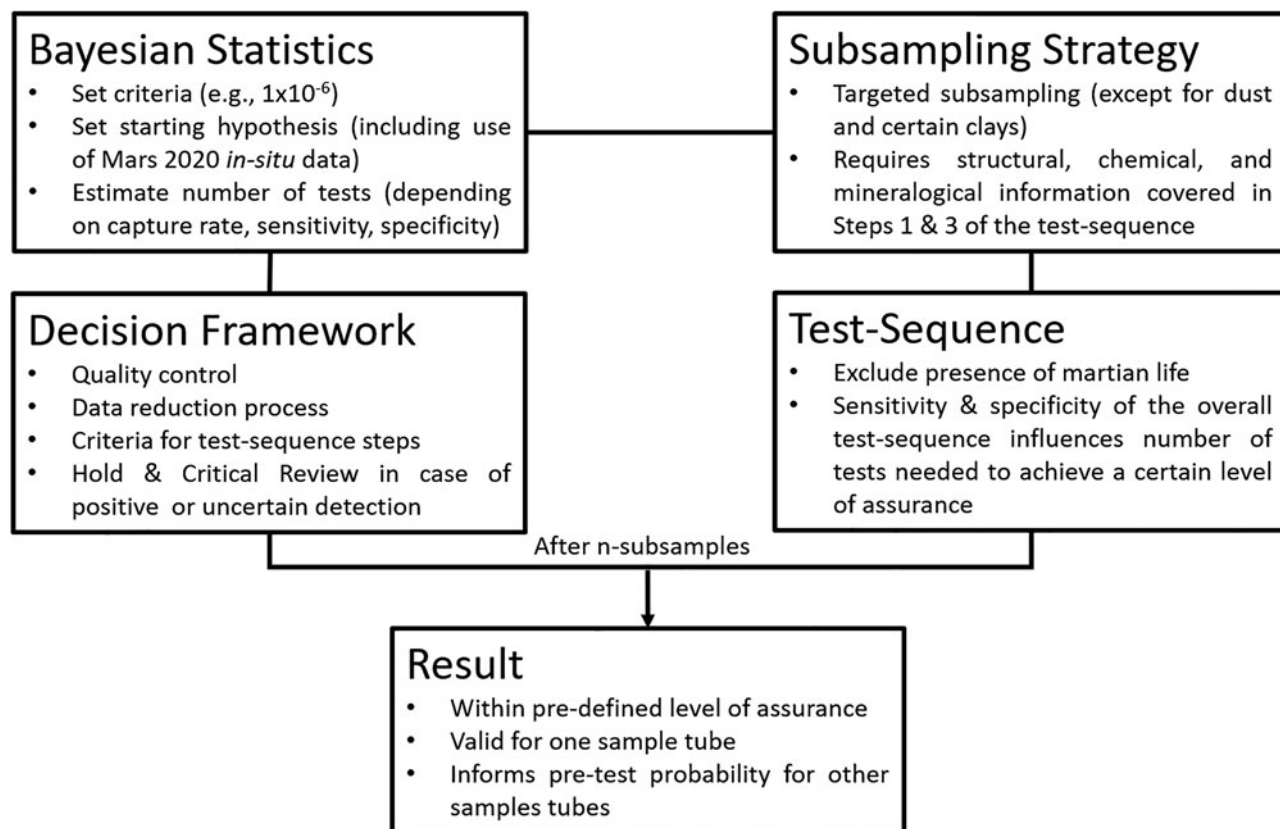 Bayesian Statistics
• Set criteria (e.g., 1x10⁻⁶)
• Set starting hypothesis (including use
of Mars 2020 in-situ data)
• Estimate number of tests (depending
on capture rate, sensitivity, specificity)
Subsampling Strategy
• Targeted subsampling (except for dust
and certain clays)
• Requires structural, chemical, and
mineralogical information covered in
Steps 1 & 3 of the test-sequence
Decision Framework
• Quality control
• Data reduction process
• Criteria for test-sequence steps
• Hold & Critical Review in case of
positive or uncertain detection
Test-Sequence
• Exclude presence of martian life
• Sensitivity & specificity of the overall
test-sequence influences number of
tests needed to achieve a certain level
of assurance
After n-subsamples
Result
• Within pre-defined level of assurance
• Valid for one sample tube
• Informs pre-test probability for other
samples tubes